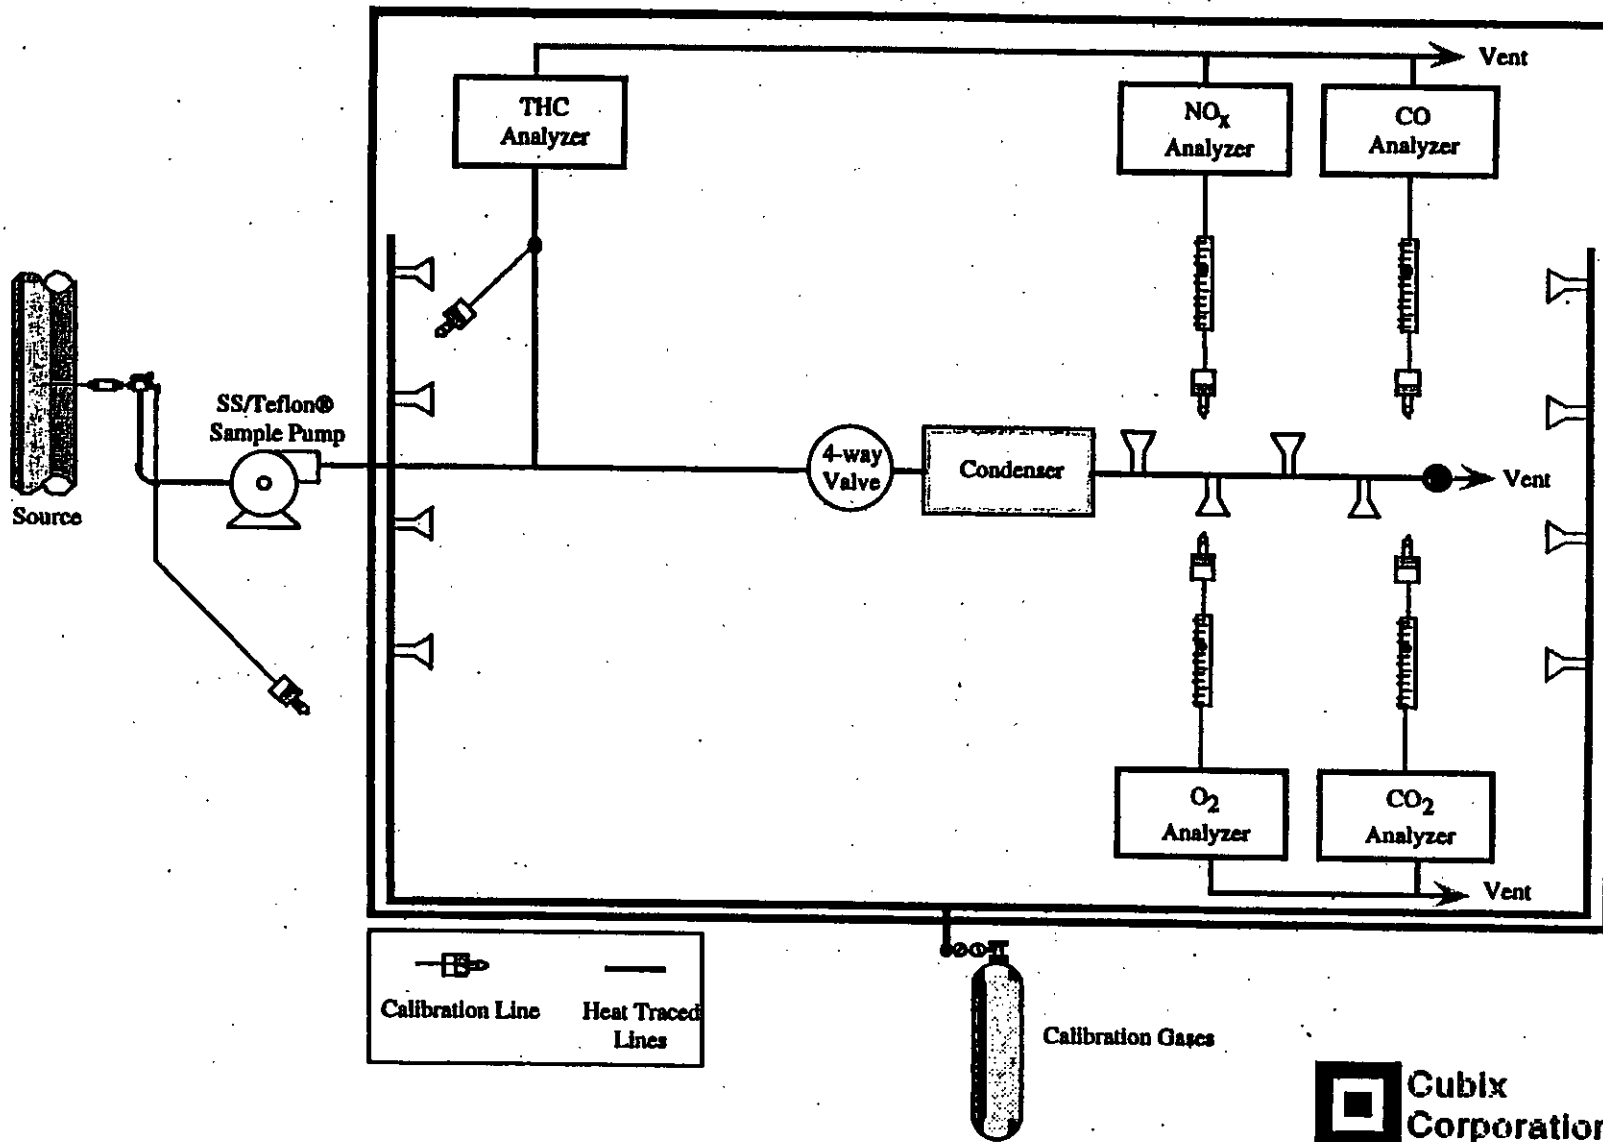 Vent
THC
Analyzer
NOx
Analyzer
CO
Analyzer
SS/Teflon®
Sample Pump
4-way
Valve
Condenser
Vent
Source
O2
Analyzer
CO2
Analyzer
Vent
Calibration Line
Heat Traced
Lines
Calibration Gases
Cubix
Corporation